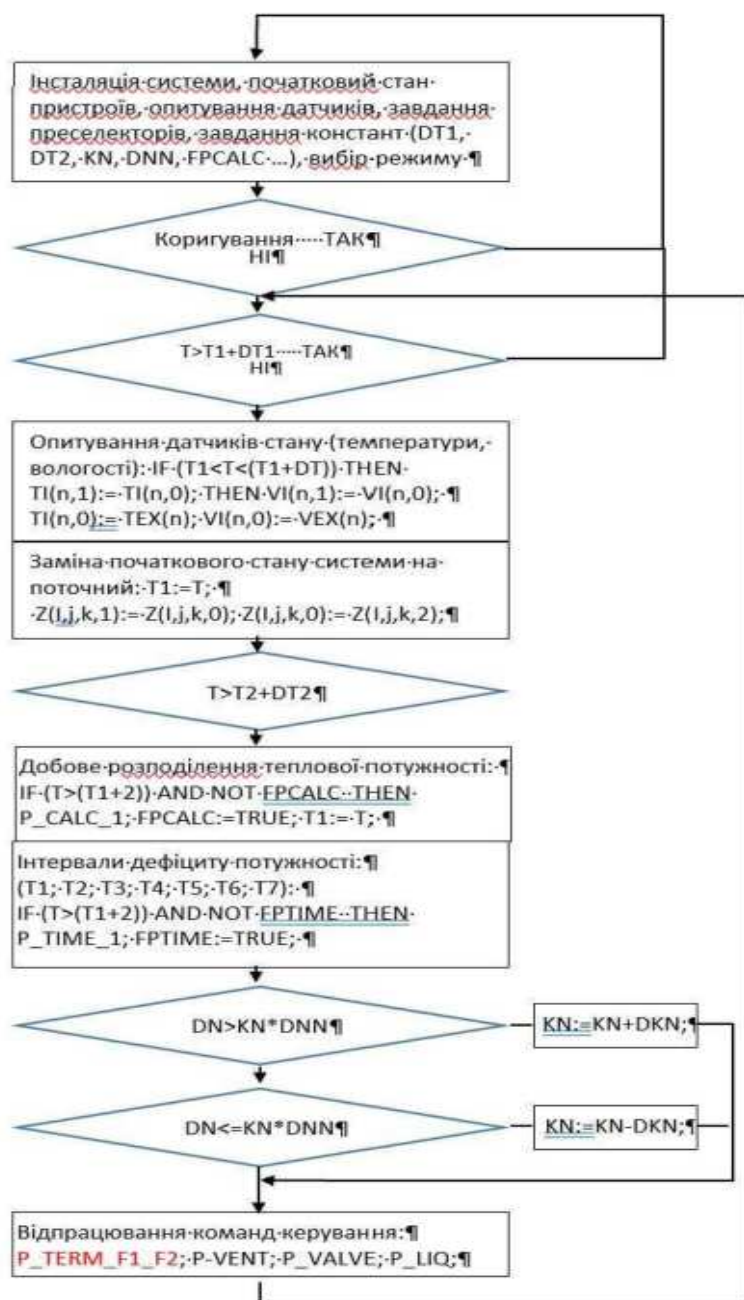 Інсталяція·системи,·початковий·стан·
пристроїв,·опитування·датчиків,·завдання·
преселекторів,·завдання·констант·(DT1,·
DT2,·KN,·DNN,·FPCALC·...),·вибір·режиму·¶
Коригування·····ТАК¶
НІ¶
T>T1+DT1·····ТАК¶
НІ¶
Опитування·датчиків·стану·(температури,·
вологості):·IF·(T1<T<(T1+DT))·THEN·
TI(n,1):=·TI(n,0);·THEN·VI(n,1):=·VI(n,0);·¶
TI(n,0):=·TEX(n);·VI(n,0):=·VEX(n);·¶
Заміна·початкового·стану·системи·на·
поточний:·T1:=T;·¶
·Z(I,j,k,1):=·Z(I,j,k,0);·Z(I,j,k,0):=·Z(I,j,k,2);¶
T>T2+DT2¶
Добове·розподілення·теплової·потужності:·¶
IF·(T>(T1+2))·AND·NOT·FPCALC··THEN·
P_CALC_1;·FPCALC:=TRUE;·T1:=·T;·¶
Інтервали·дефіциту·потужності:¶
(T1;·T2;·T3;·T4;·T5;·T6;·T7):·¶
IF·(T>(T1+2))·AND·NOT·FPTIME··THEN·
P_TIME_1;·FPTIME:=TRUE;·¶
DN>KN*DNN¶
KN:=KN+DKN;¶
DN<=KN*DNN¶
KN:=KN-DKN;¶
Відпрацювання·команд·керування:¶
P_TERM_F1_F2;·P-VENT;·P_VALVE;·P_LIQ;¶